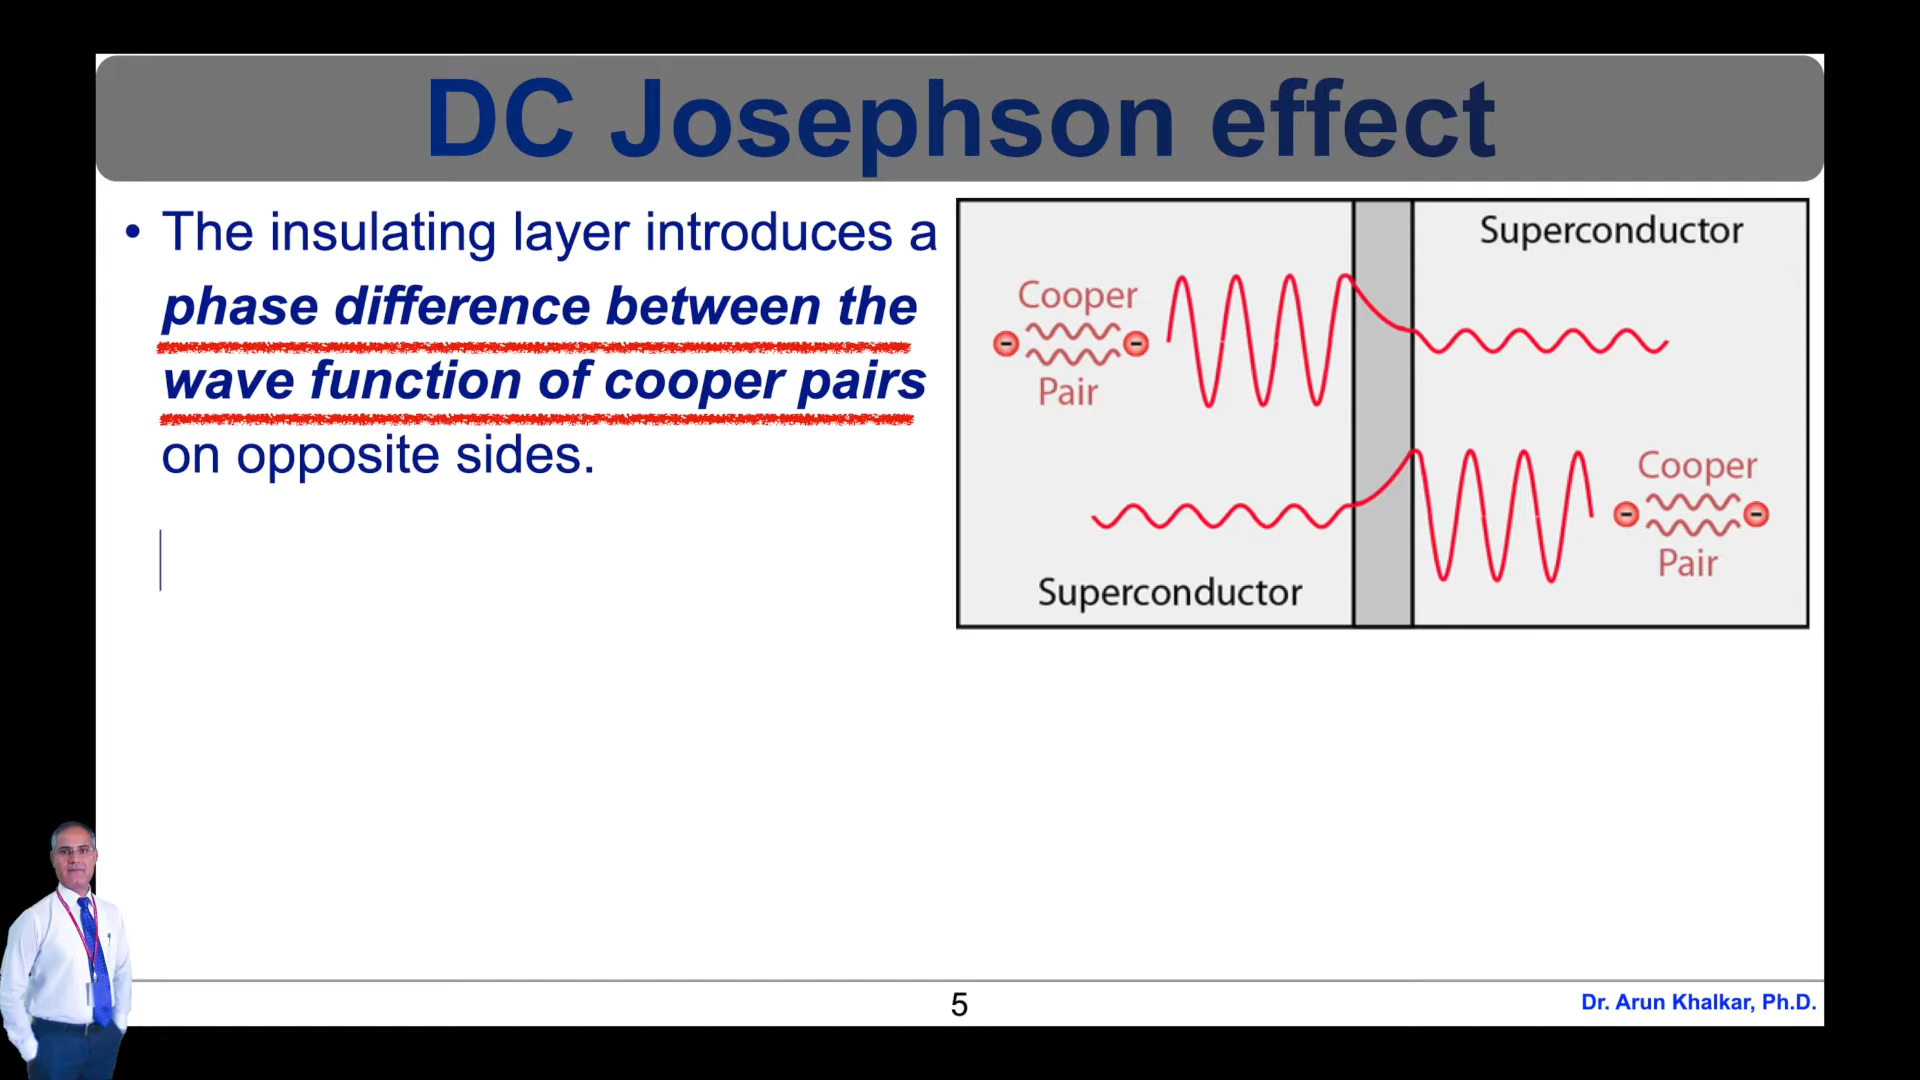 DC Josephson effect
• The insulating layer introduces a
phase difference between the
wave function of cooper pairs
on opposite sides.
Superconductor
Cooper
Pair
Cooper
Pair
Superconductor
5
Dr. Arun Khalkar, Ph.D.